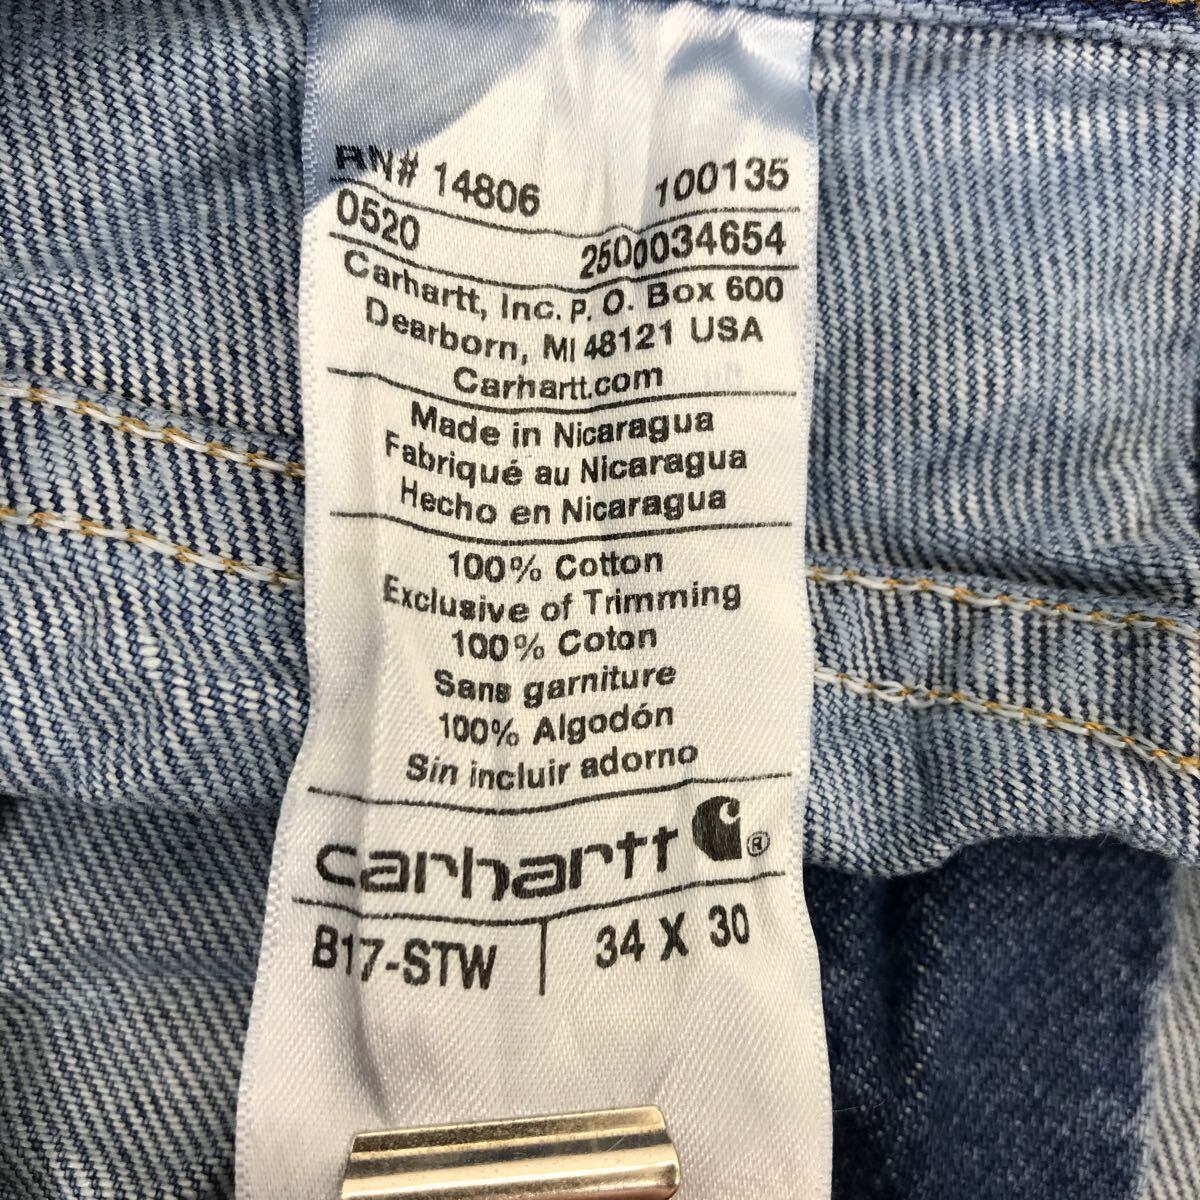 RN# 14806 100135
0520 2500034654
Carhartt, Inc. P. O. Box 600
Dearborn, MI 48121 USA
Carhartt.com
Made in Nicaragua
Fabriqué au Nicaragua
Hecho en Nicaragua
100% Cotton
Exclusive of Trimming
100% Coton
Sans garniture
100% Algodón
Sin incluir adorno
carhartt ®
B17-STW 34 X 30